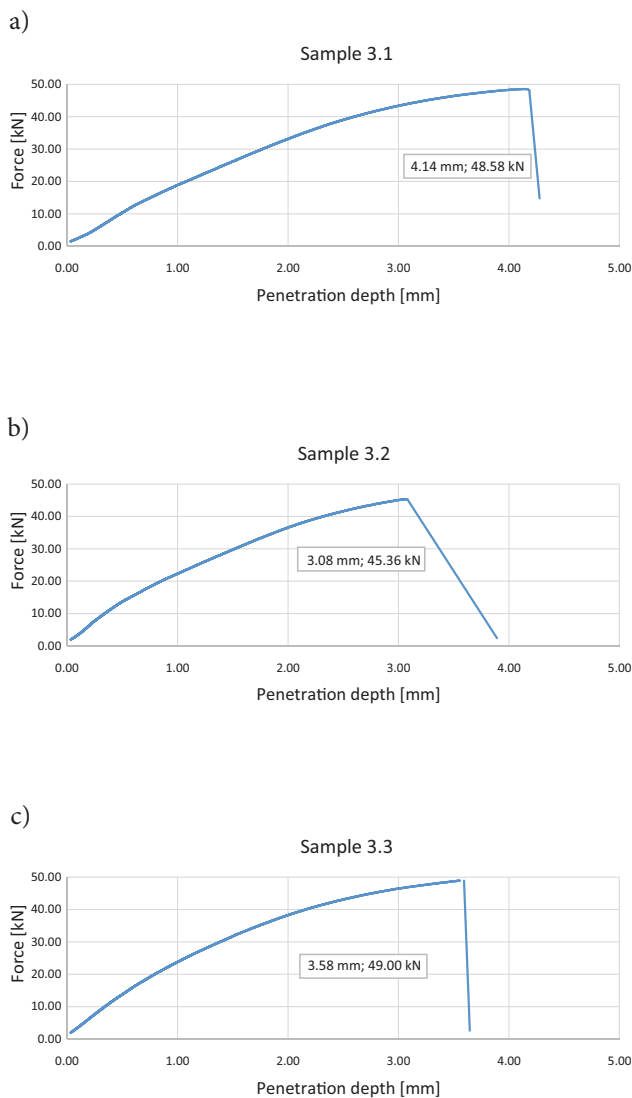 a)
Sample 3.1
Force [kN]
50.00
40.00
30.00
20.00
10.00
0.00
4.14 mm; 48.58 kN
0.00 1.00 2.00 3.00 4.00 5.00
Penetration depth [mm]
b)
Sample 3.2
Force [kN]
50.00
40.00
30.00
20.00
10.00
0.00
3.08 mm; 45.36 kN
0.00 1.00 2.00 3.00 4.00 5.00
Penetration depth [mm]
c)
Sample 3.3
Force [kN]
50.00
40.00
30.00
20.00
10.00
0.00
3.58 mm; 49.00 kN
0.00 1.00 2.00 3.00 4.00 5.00
Penetration depth [mm]